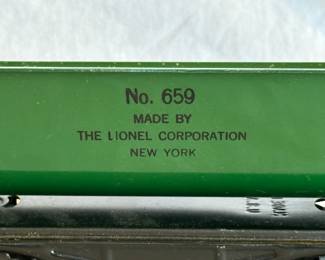 No. 659
MADE BY
THE LIONEL CORPORATION
NEW YORK